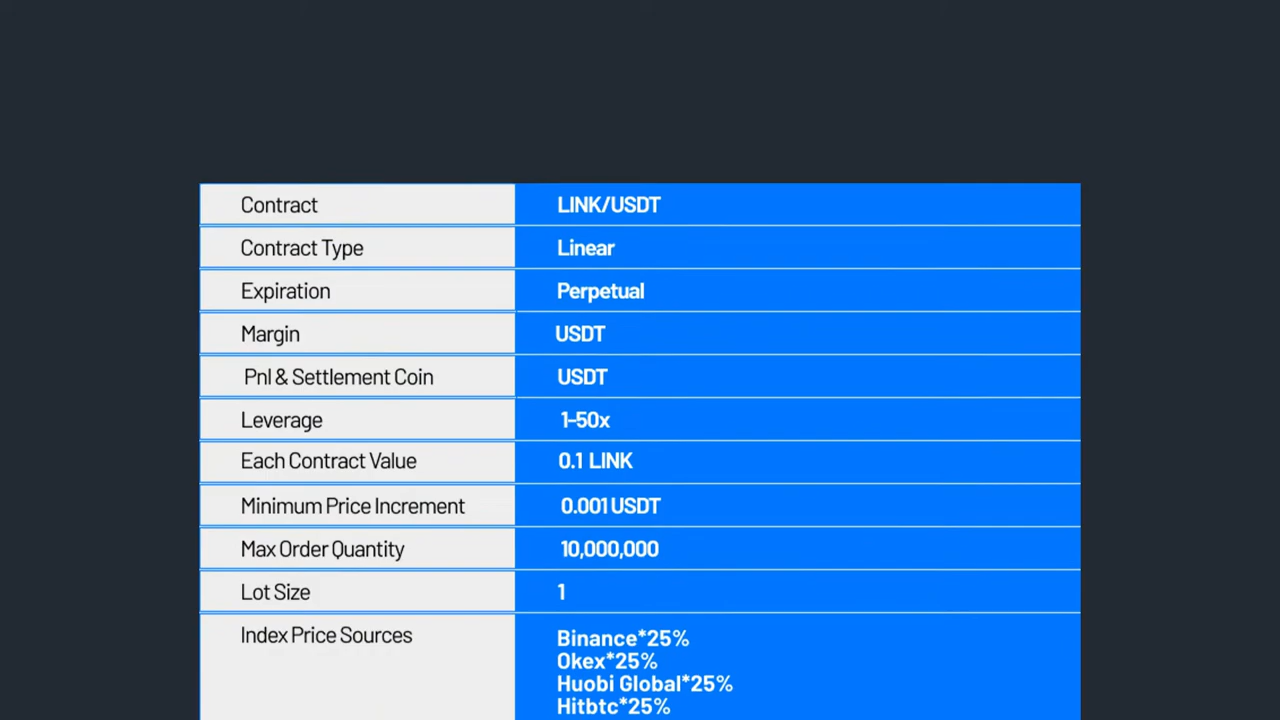 Contract LINK/USDT
Contract Type Linear
Expiration Perpetual
Margin USDT
Pnl & Settlement Coin USDT
Leverage 1-50x
Each Contract Value 0.1 LINK
Minimum Price Increment 0.001 USDT
Max Order Quantity 10,000,000
Lot Size 1
Index Price Sources Binance*25%
Okex*25%
Huobi Global*25%
Hitbtc*25%